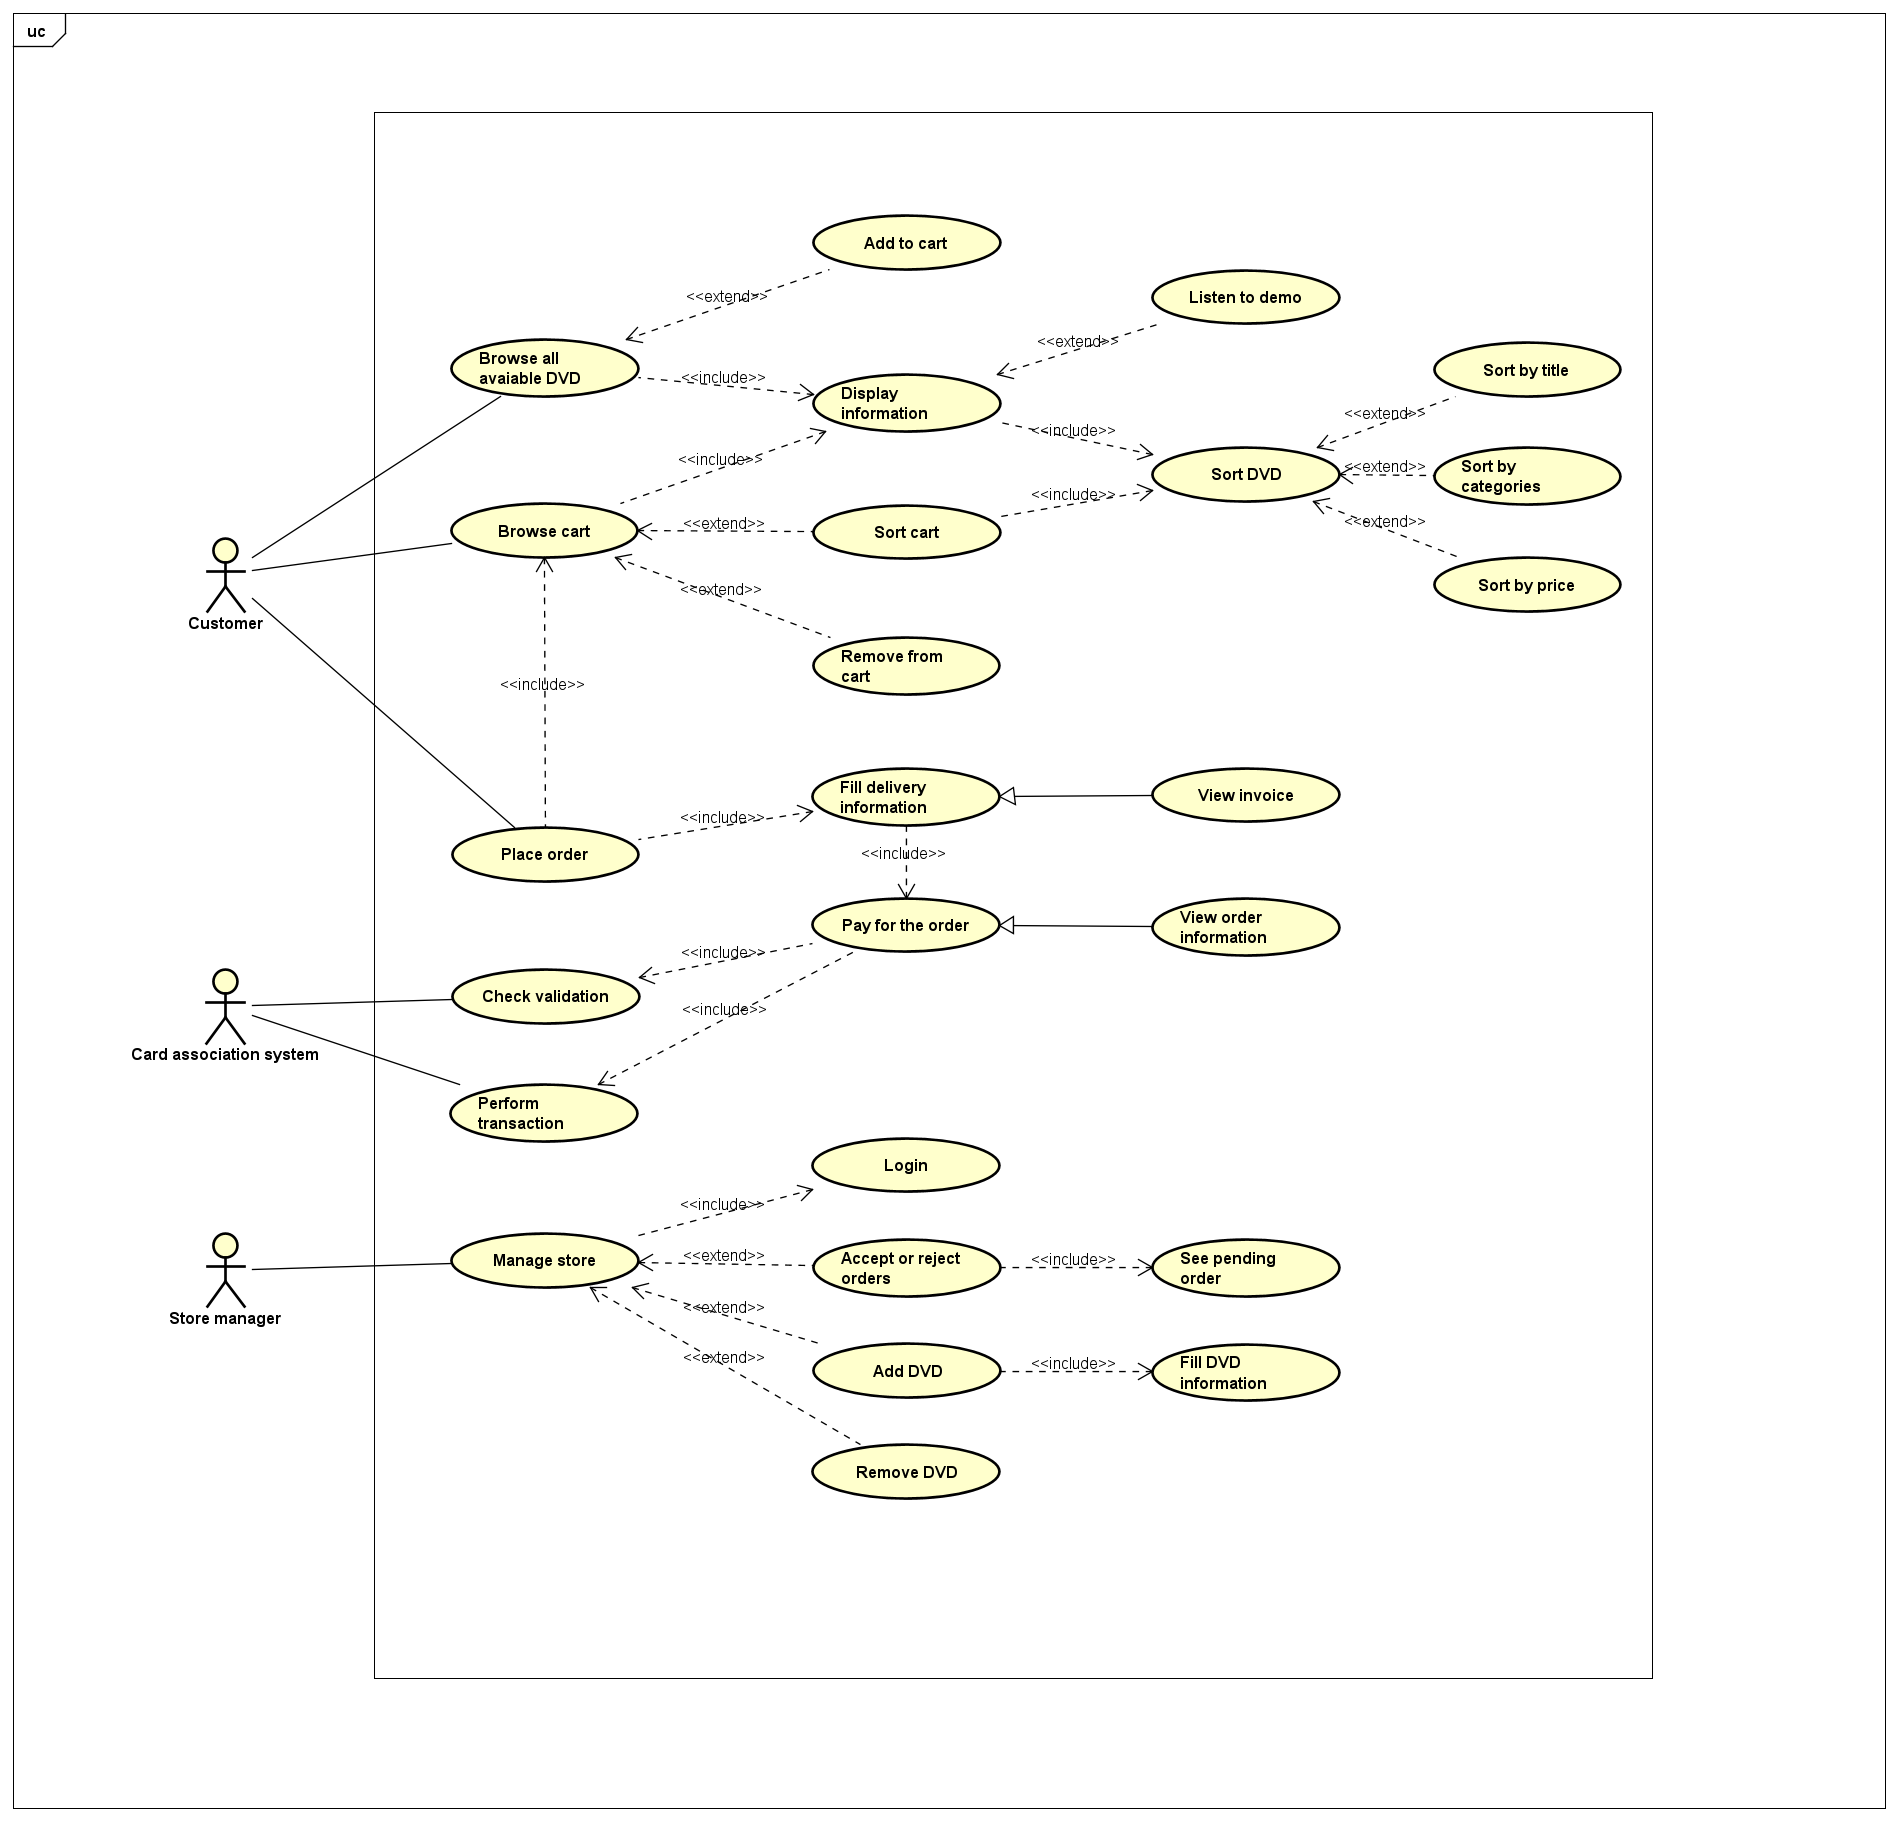 uc
Add to cart
<<extend>>
Listen to demo
<<extend>>
Browse all
avaiable DVD
<<include>>
Display
information
Sort by title
<<extend>>
<<include>>
<<include>>
Sort DVD
<<extend>>
Sort by
categories
<<include>>
Browse cart
<<extend>>
Sort cart
<<extend>>
Sort by price
<<extend>>
Customer
Remove from
cart
<<include>>
Fill delivery
information
View invoice
<<include>>
Place order
<<include>>
Pay for the order
View order
information
<<include>>
Check validation
<<include>>
Card association system
Perform
transaction
Login
<<include>>
Manage store
<<extend>>
Accept or reject
orders
<<include>>
See pending
order
Store manager
<<extend>>
<<extend>>
Add DVD
<<include>>
Fill DVD
information
Remove DVD